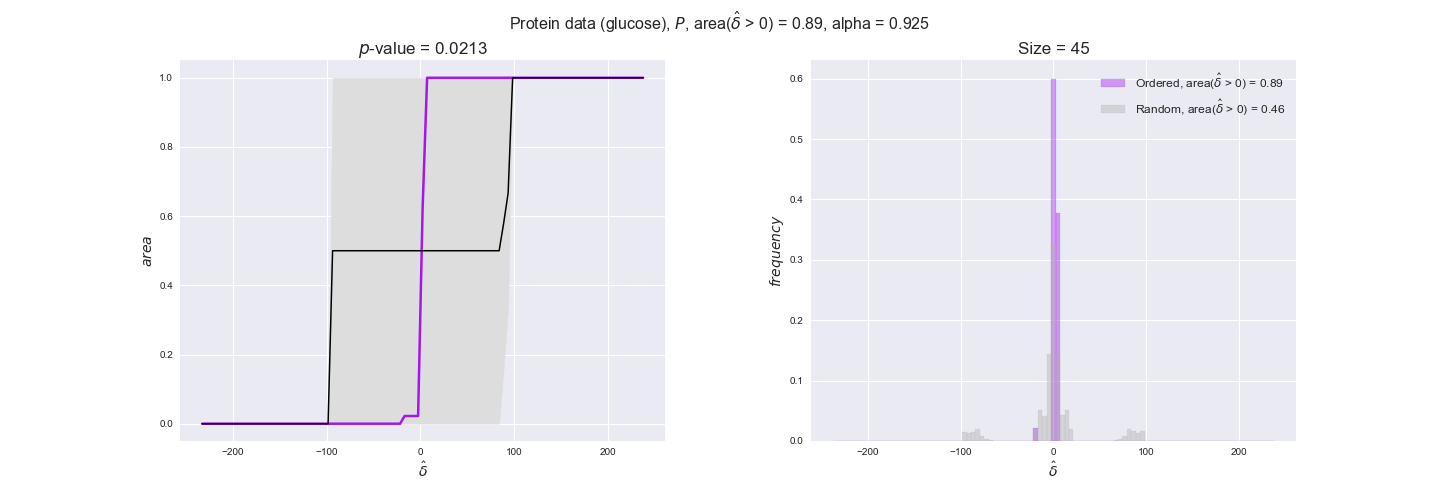 Protein data (glucose), P, area(δ̂ > 0) = 0.89, alpha = 0.925
p-value = 0.0213
1.0
0.8
0.6
0.4
0.2
0.0
area
−200
−100
0
100
200
δ̂
Size = 45
Ordered, area(δ̂ > 0) = 0.89
Random, area(δ̂ > 0) = 0.46
0.6
0.5
0.4
0.3
0.2
0.1
0.0
frequency
−200
−100
0
100
200
δ̂